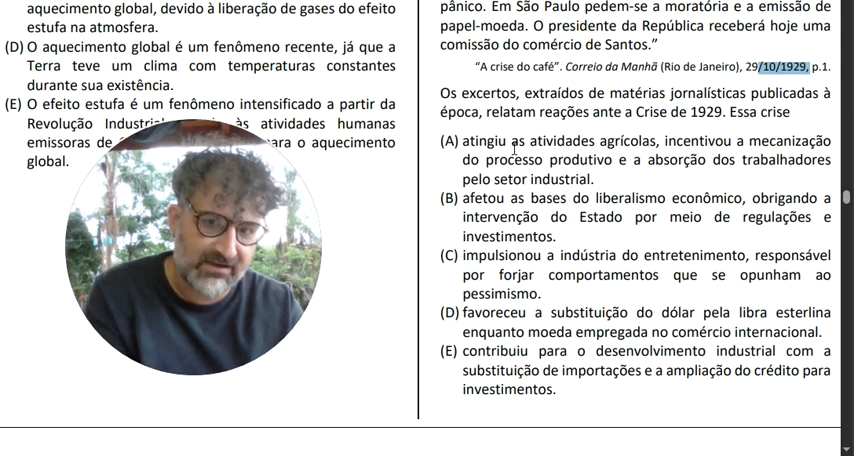 aquecimento global, devido à liberação de gases do efeito
estufa na atmosfera.
(D) O aquecimento global é um fenômeno recente, já que a
Terra teve um clima com temperaturas constantes
durante sua existência.
(E) O efeito estufa é um fenômeno intensificado a partir da
Revolução às atividades humanas
emissoras de o aquecimento
global.
pânico. Em São Paulo pedem-se a moratória e a emissão de
papel-moeda. O presidente da República receberá hoje uma
comissão do comércio de Santos.”
“A crise do café”. Correio da Manhã (Rio de Janeiro), 29/10/1929, p.1.
Os excertos, extraídos de matérias jornalísticas publicadas à
época, relatam reações ante a Crise de 1929. Essa crise
(A) atingiu as atividades agrícolas, incentivou a mecanização
do processo produtivo e a absorção dos trabalhadores
pelo setor industrial.
(B) afetou as bases do liberalismo econômico, obrigando a
intervenção do Estado por meio de regulações e
investimentos.
(C) impulsionou a indústria do entretenimento, responsável
por forjar comportamentos que se opunham ao
pessimismo.
(D) favoreceu a substituição do dólar pela libra esterlina
enquanto moeda empregada no comércio internacional.
(E) contribuiu para o desenvolvimento industrial com a
substituição de importações e a ampliação do crédito para
investimentos.